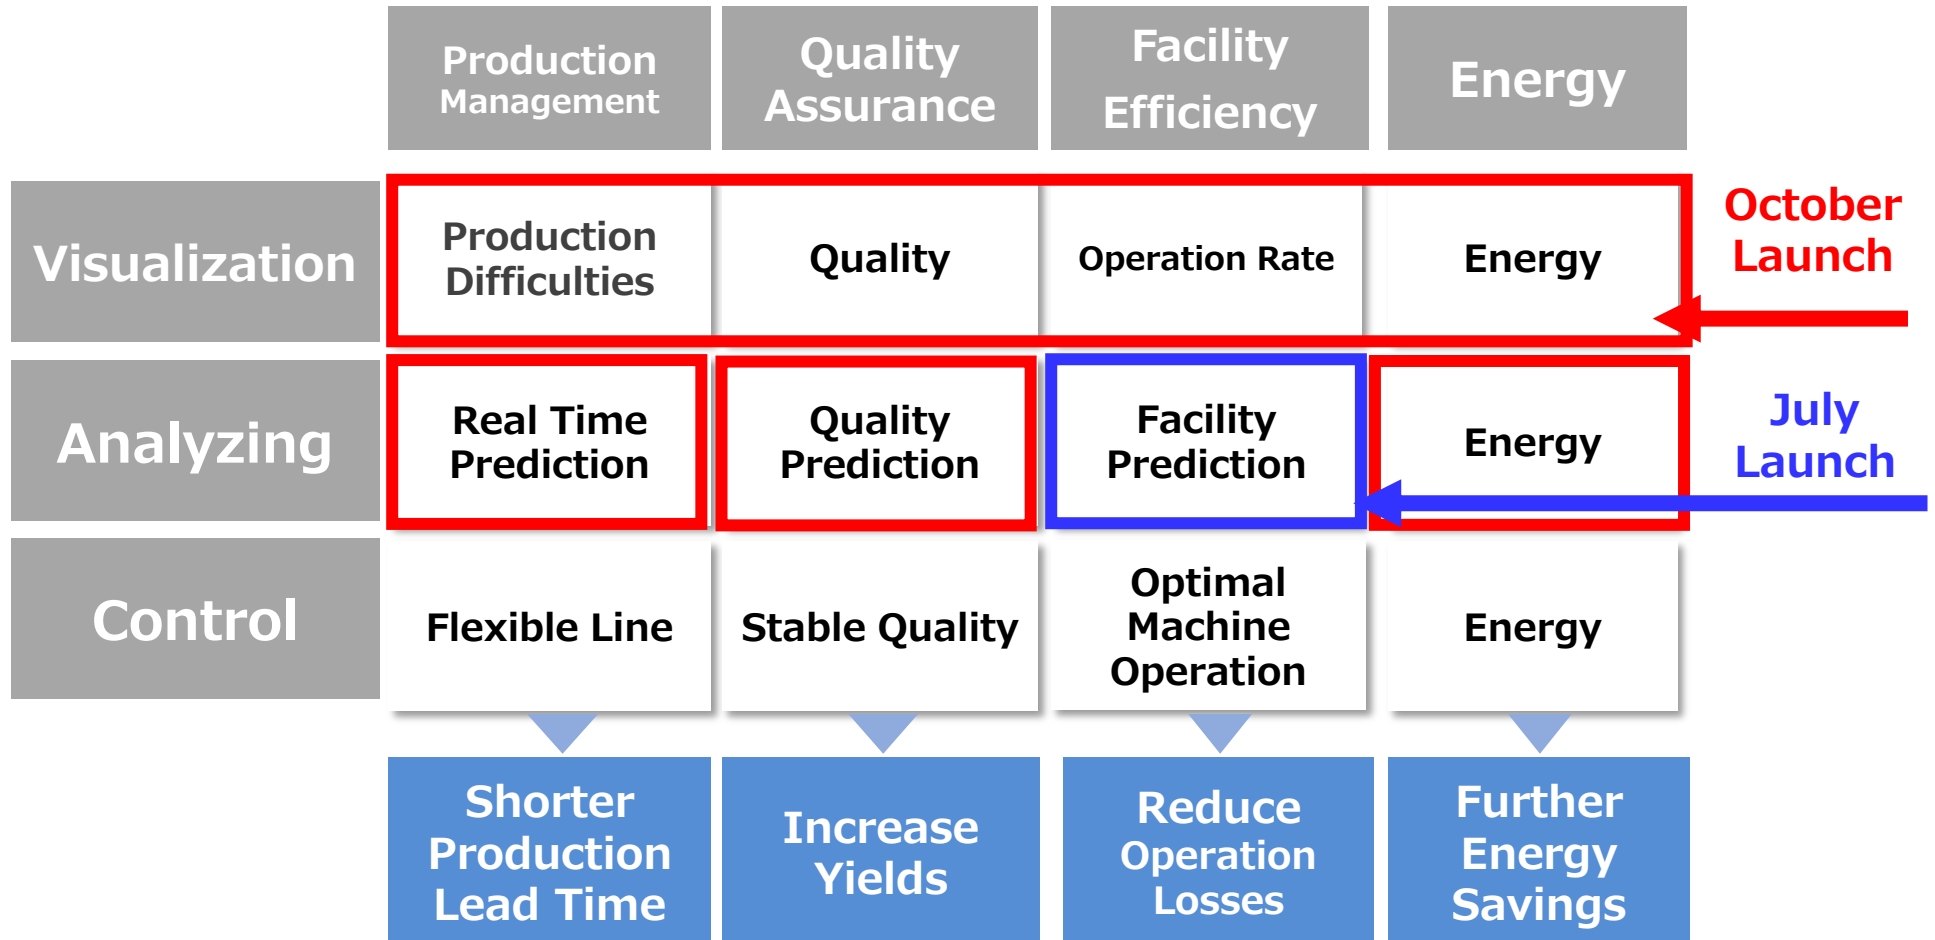 Production
Management
Quality
Assurance
Facility
Efficiency
Energy
Visualization
Production
Difficulties
Quality
Operation Rate
Energy
October
Launch
Analyzing
Real Time
Prediction
Quality
Prediction
Facility
Prediction
Energy
July
Launch
Control
Flexible Line
Stable Quality
Optimal
Machine
Operation
Energy
Shorter
Production
Lead Time
Increase
Yields
Reduce
Operation
Losses
Further
Energy
Savings